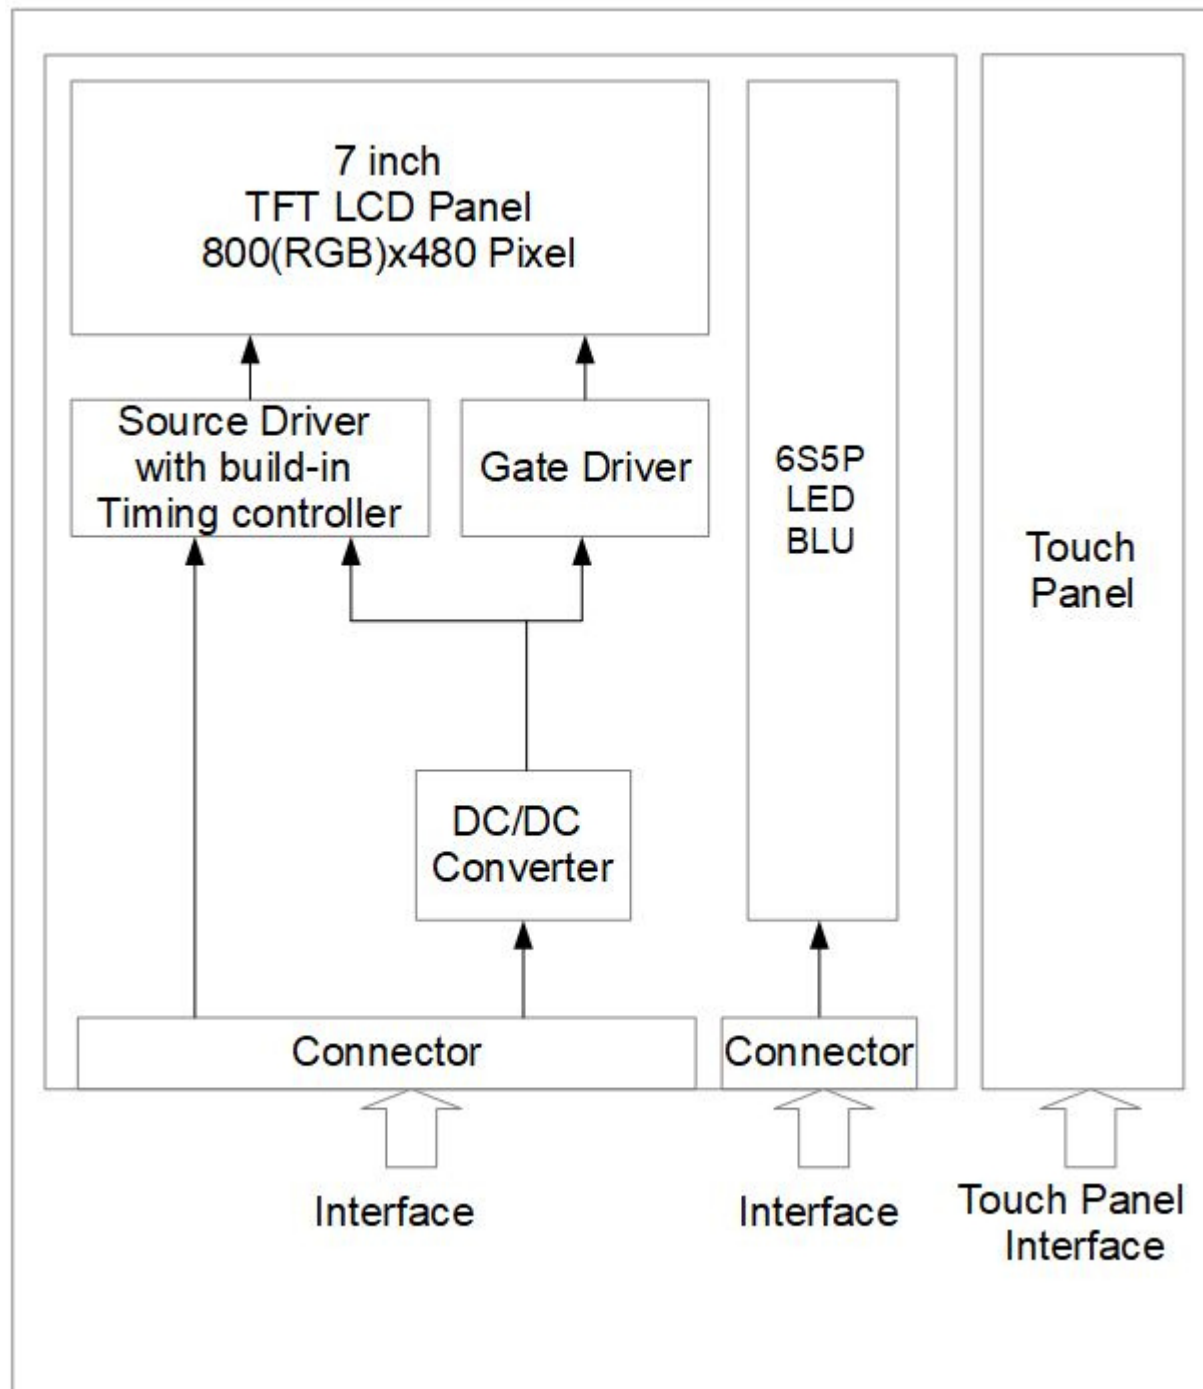 7 inch
TFT LCD Panel
800(RGB)x480 Pixel
Source Driver
with build-in
Timing controller
Gate Driver
6S5P
LED
BLU
Touch
Panel
DC/DC
Converter
Connector
Connector
Interface
Interface
Touch Panel
Interface